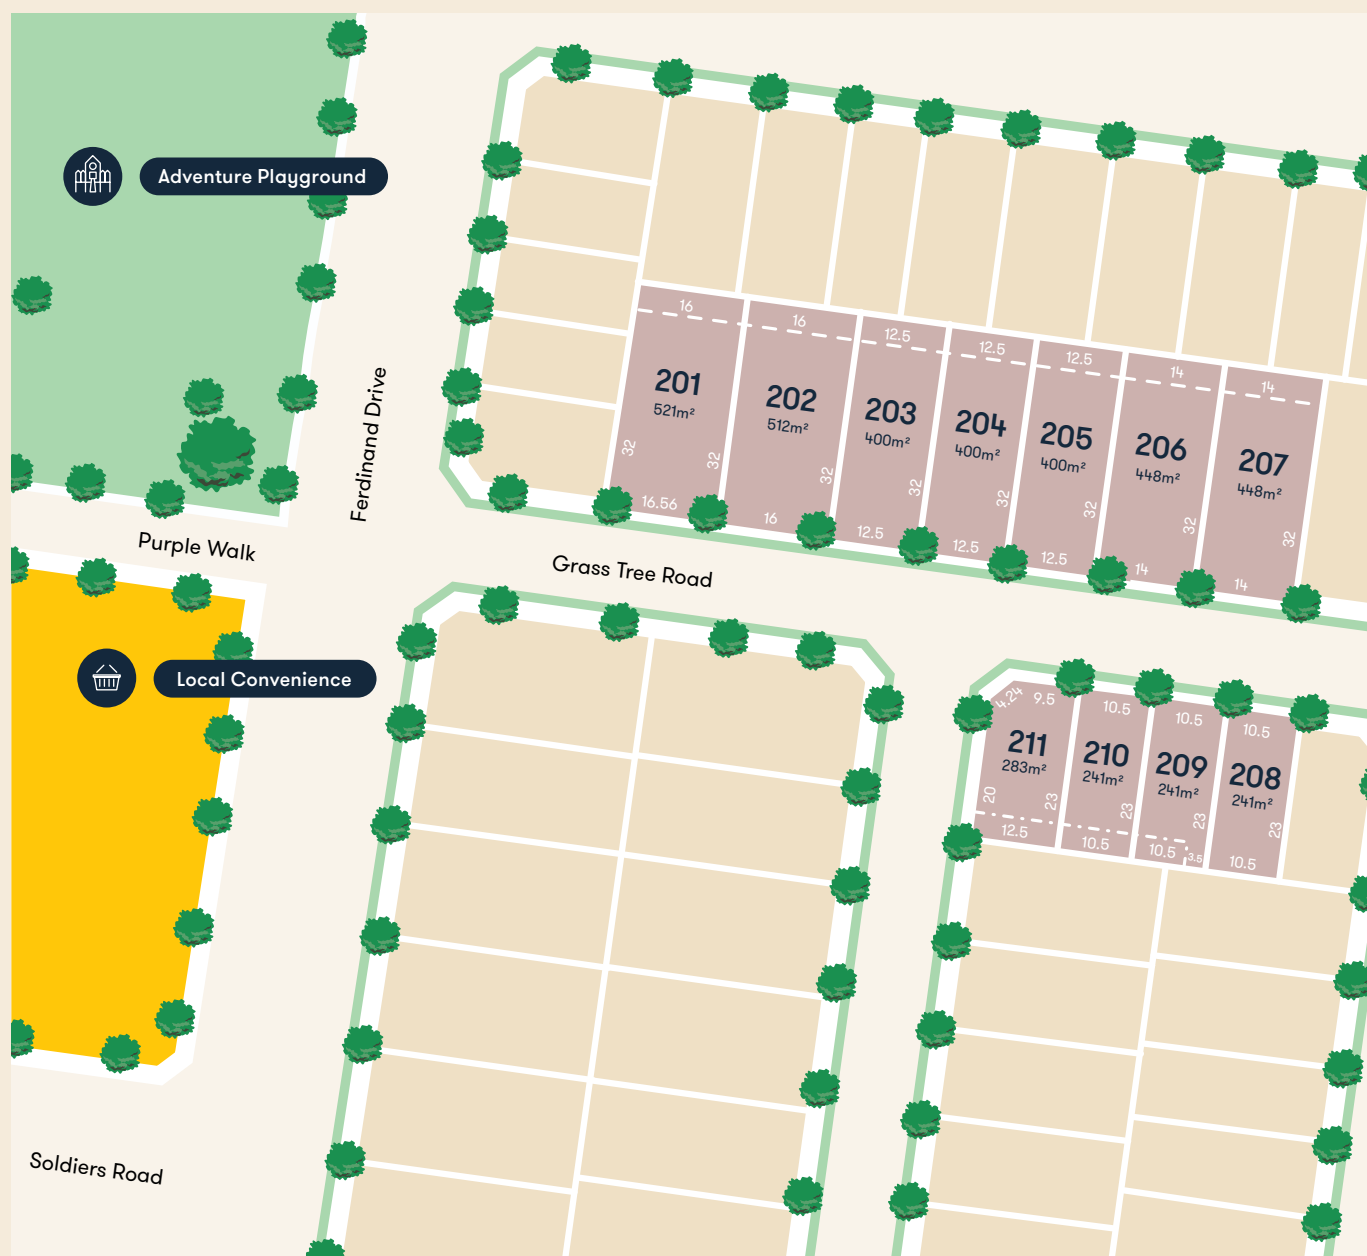 Adventure Playground
Ferdinand Drive
Purple Walk
Grass Tree Road
Local Convenience
Soldiers Road
16
16
12.5
12.5
12.5
14
14
201
521m²
32
32
16.56
202
512m²
32
16
203
400m²
32
12.5
204
400m²
32
12.5
205
400m²
32
12.5
206
448m²
32
14
207
448m²
32
14
4.24
9.5
211
283m²
20
23
12.5
10.5
210
241m²
23
10.5
10.5
209
241m²
23
10.5
3.5
10.5
208
241m²
23
10.5